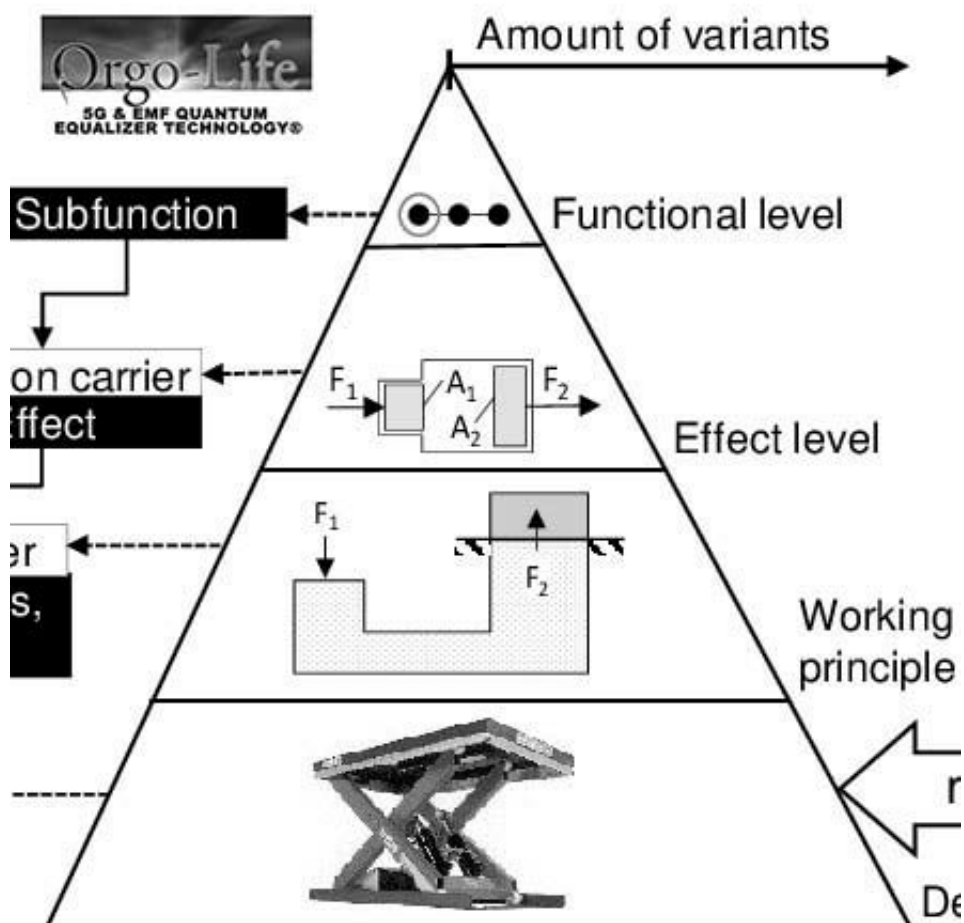 Amount of variants
Orgo-Life
5G & EMF QUANTUM
EQUALIZER TECHNOLOGY®
Subfunction
Functional level
on carrier
Effect
F1
A1
A2
F2
Effect level
F1
F2
er
s,
Working
principle
r
De